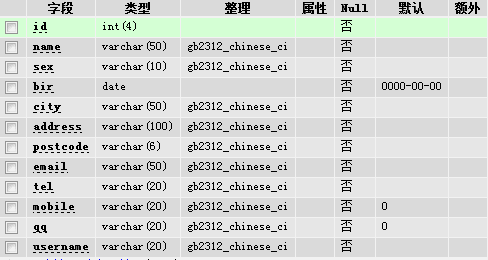 字段 类型 整理 属性 Null 默认 额外
id int(4) 否
name varchar(50) gb2312_chinese_ci 否
sex varchar(10) gb2312_chinese_ci 否
bir date 否 0000-00-00
city varchar(50) gb2312_chinese_ci 否
address varchar(100) gb2312_chinese_ci 否
postcode varchar(6) gb2312_chinese_ci 否
email varchar(50) gb2312_chinese_ci 否
tel varchar(20) gb2312_chinese_ci 否
mobile varchar(20) gb2312_chinese_ci 否 0
qq varchar(20) gb2312_chinese_ci 否 0
username varchar(20) gb2312_chinese_ci 否